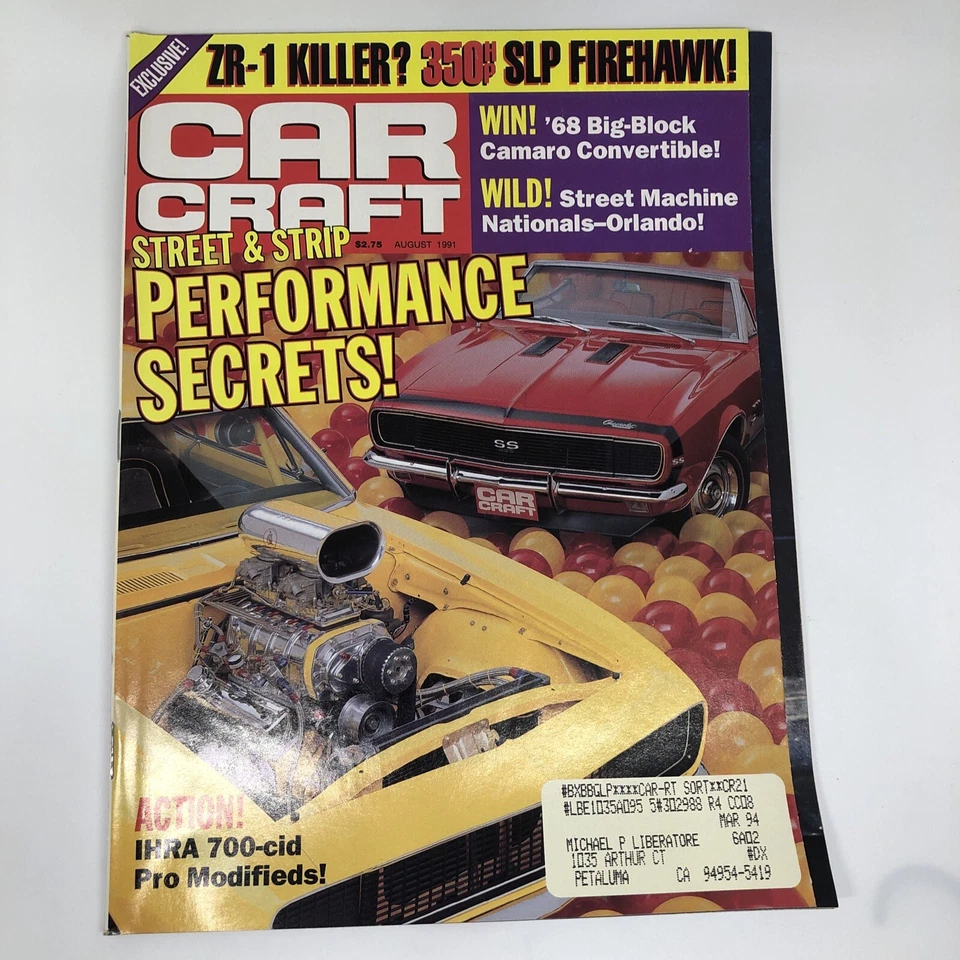 EXCLUSIVE!
ZR-1 KILLER? 350HP SLP FIREHAWK!
CAR
CRAFT
$2.75 AUGUST 1991
WIN! '68 Big-Block
Camaro Convertible!
WILD! Street Machine
Nationals–Orlando!
STREET & STRIP
PERFORMANCE
SECRETS!
Chevrolet
SS
SS
CAR
CRAFT
ACTION!
IHRA 700-cid
Pro Modifieds!
#BXBBGLP****CAR-RT SORT**CR21
#LBE1035A095 5#302988 R4 CC08
MAR 94
MICHAEL P LIBERATORE 6A02
1035 ARTHUR CT #DX
PETALUMA CA 94954-5419